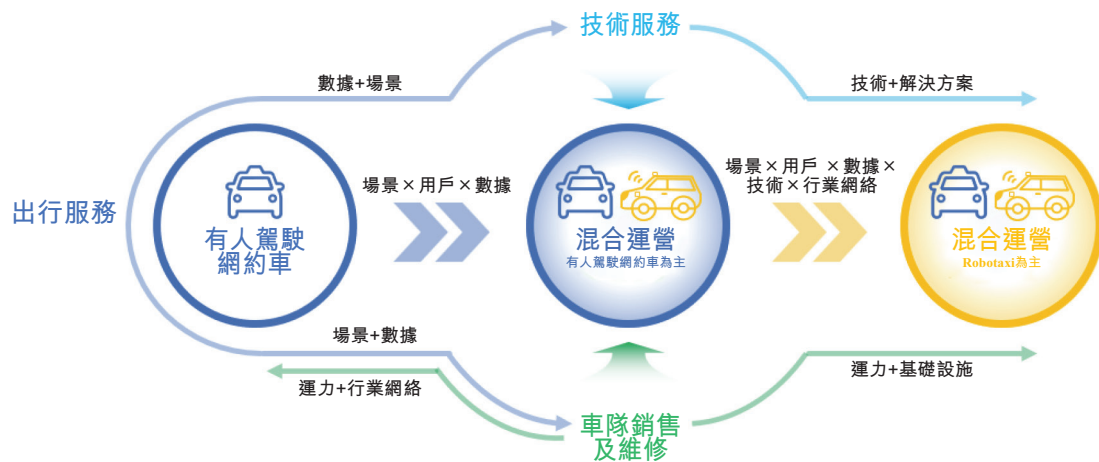 技術服務
數據+場景
技術+解決方案
出行服務
有人駕駛
網約車
場景×用戶×數據
混合運營
有人駕駛網約車為主
場景×用戶 ×數據×
技術×行業網絡
混合運營
Robotaxi為主
場景+數據
運力+行業網絡
運力+基礎設施
車隊銷售
及維修